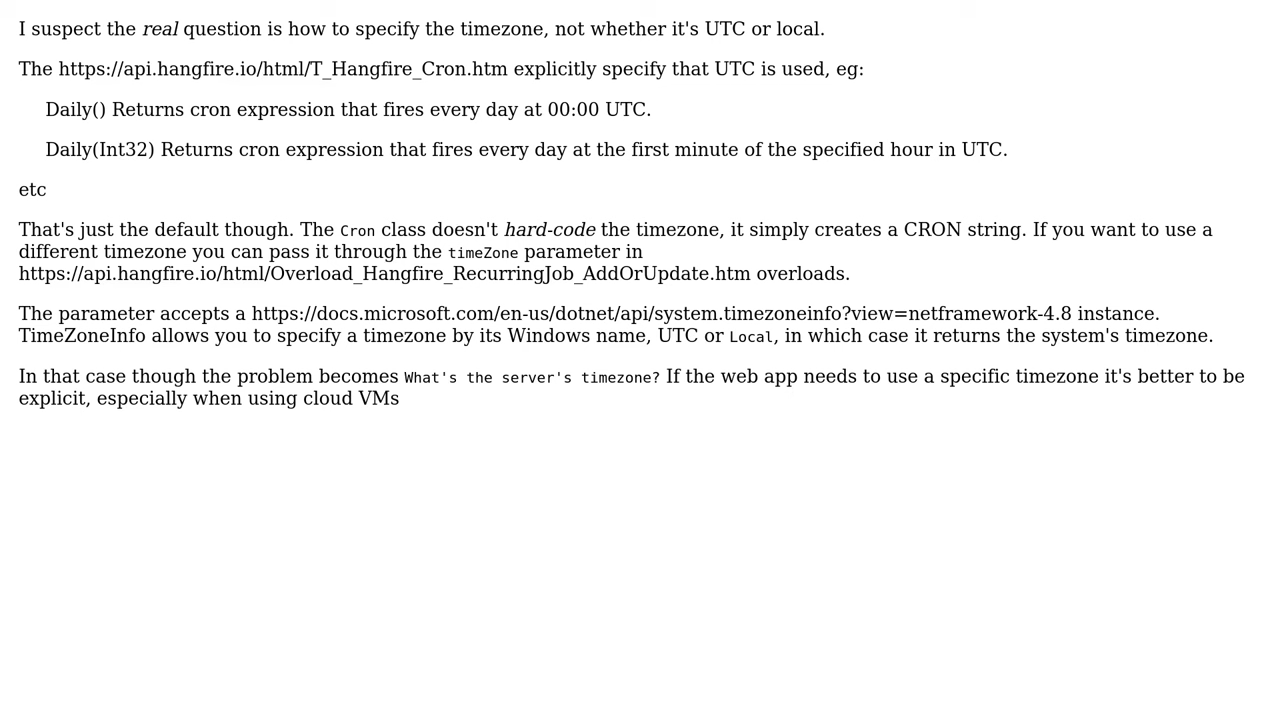 I suspect the real question is how to specify the timezone, not whether it's UTC or local.
The https://api.hangfire.io/html/T_Hangfire_Cron.htm explicitly specify that UTC is used, eg:
Daily() Returns cron expression that fires every day at 00:00 UTC.
Daily(Int32) Returns cron expression that fires every day at the first minute of the specified hour in UTC.
etc
That's just the default though. The Cron class doesn't hard-code the timezone, it simply creates a CRON string. If you want to use a
different timezone you can pass it through the timeZone parameter in
https://api.hangfire.io/html/Overload_Hangfire_RecurringJob_AddOrUpdate.htm overloads.
The parameter accepts a https://docs.microsoft.com/en-us/dotnet/api/system.timezoneinfo?view=netframework-4.8 instance.
TimeZoneInfo allows you to specify a timezone by its Windows name, UTC or Local, in which case it returns the system's timezone.
In that case though the problem becomes What's the server's timezone? If the web app needs to use a specific timezone it's better to be
explicit, especially when using cloud VMs